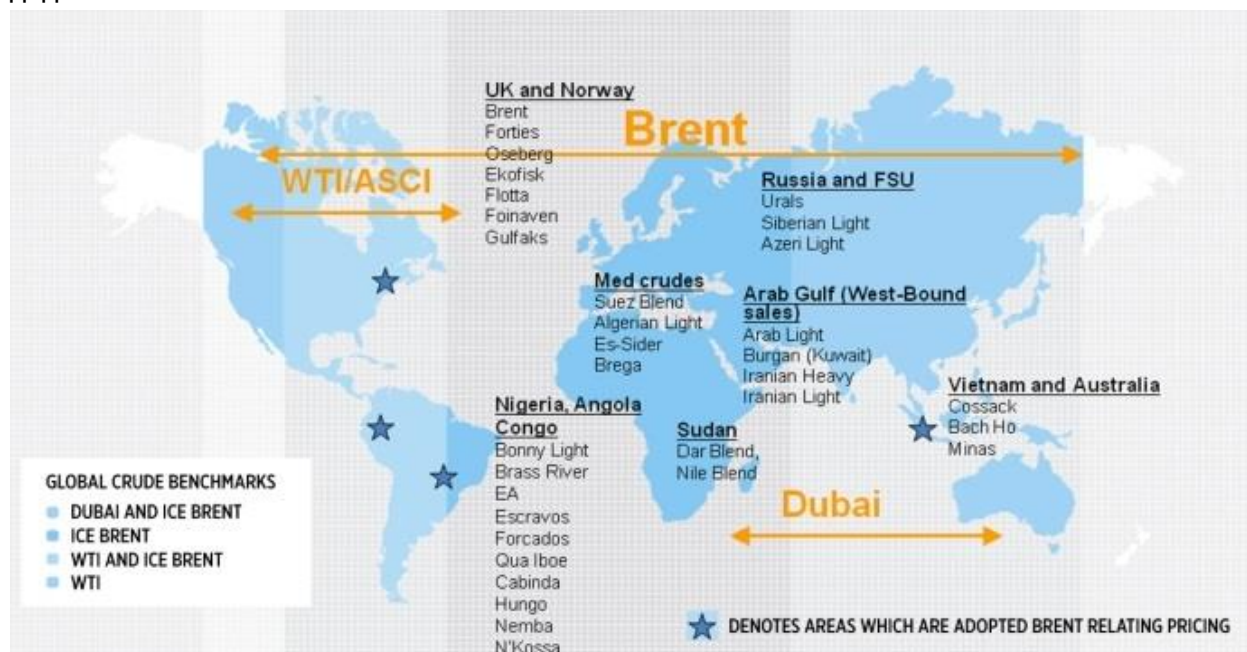 UK and Norway
Brent
Forties
Oseberg
Ekofisk
Flotta
Foinaven
Gulfaks
Brent
WTI/ASCI
Russia and FSU
Urals
Siberian Light
Azeri Light
Med crudes
Suez Blend
Algerian Light
Es-Sider
Brega
Arab Gulf (West-Bound
sales)
Arab Light
Burgan (Kuwait)
Iranian Heavy
Iranian Light
Vietnam and Australia
Cossack
Bach Ho
Minas
Nigeria, Angola
Congo
Bonny Light
Brass River
EA
Escravos
Forcados
Qua Iboe
Cabinda
Hungo
Nemba
N'Kossa
Sudan
Dar Blend,
Nile Blend
Dubai
GLOBAL CRUDE BENCHMARKS
DUBAI AND ICE BRENT
ICE BRENT
WTI AND ICE BRENT
WTI
DENOTES AREAS WHICH ARE ADOPTED BRENT RELATING PRICING